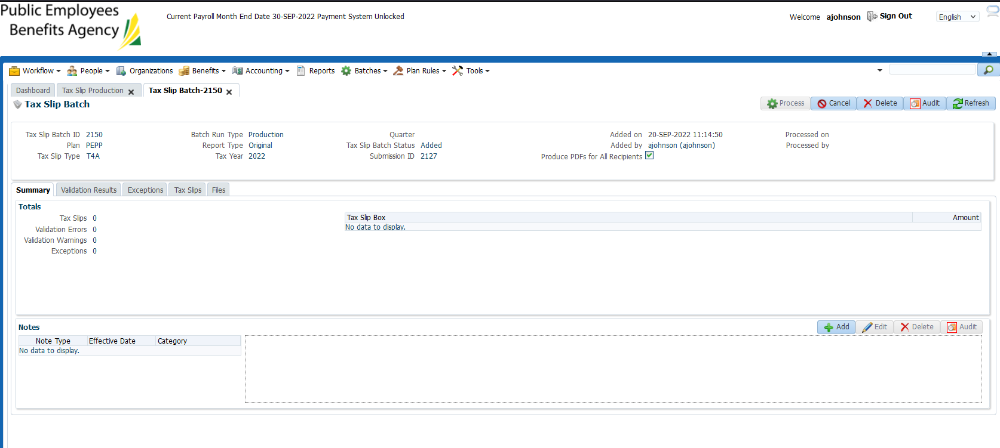 Public Employees
Benefits Agency
Current Payroll Month End Date 30-SEP-2022 Payment System Unlocked
Welcome ajohnson Sign Out English
Workflow People Organizations Benefits Accounting Reports Batches Plan Rules Tools
Dashboard Tax Slip Production Tax Slip Batch-2150
Tax Slip Batch Process Cancel Delete Audit Refresh
Tax Slip Batch ID 2150 Batch Run Type Production Quarter Added on 20-SEP-2022 11:14:50 Processed on
Plan PEPP Report Type Original Tax Slip Batch Status Added Added by ajohnson (ajohnson) Processed by
Tax Slip Type T4A Tax Year 2022 Submission ID 2127 Produce PDFs for All Recipients
Summary Validation Results Exceptions Tax Slips Files
Totals
Tax Slips 0 Tax Slip Box Amount
Validation Errors 0 No data to display.
Validation Warnings 0
Exceptions 0
Notes Add Edit Delete Audit
Note Type Effective Date Category
No data to display.